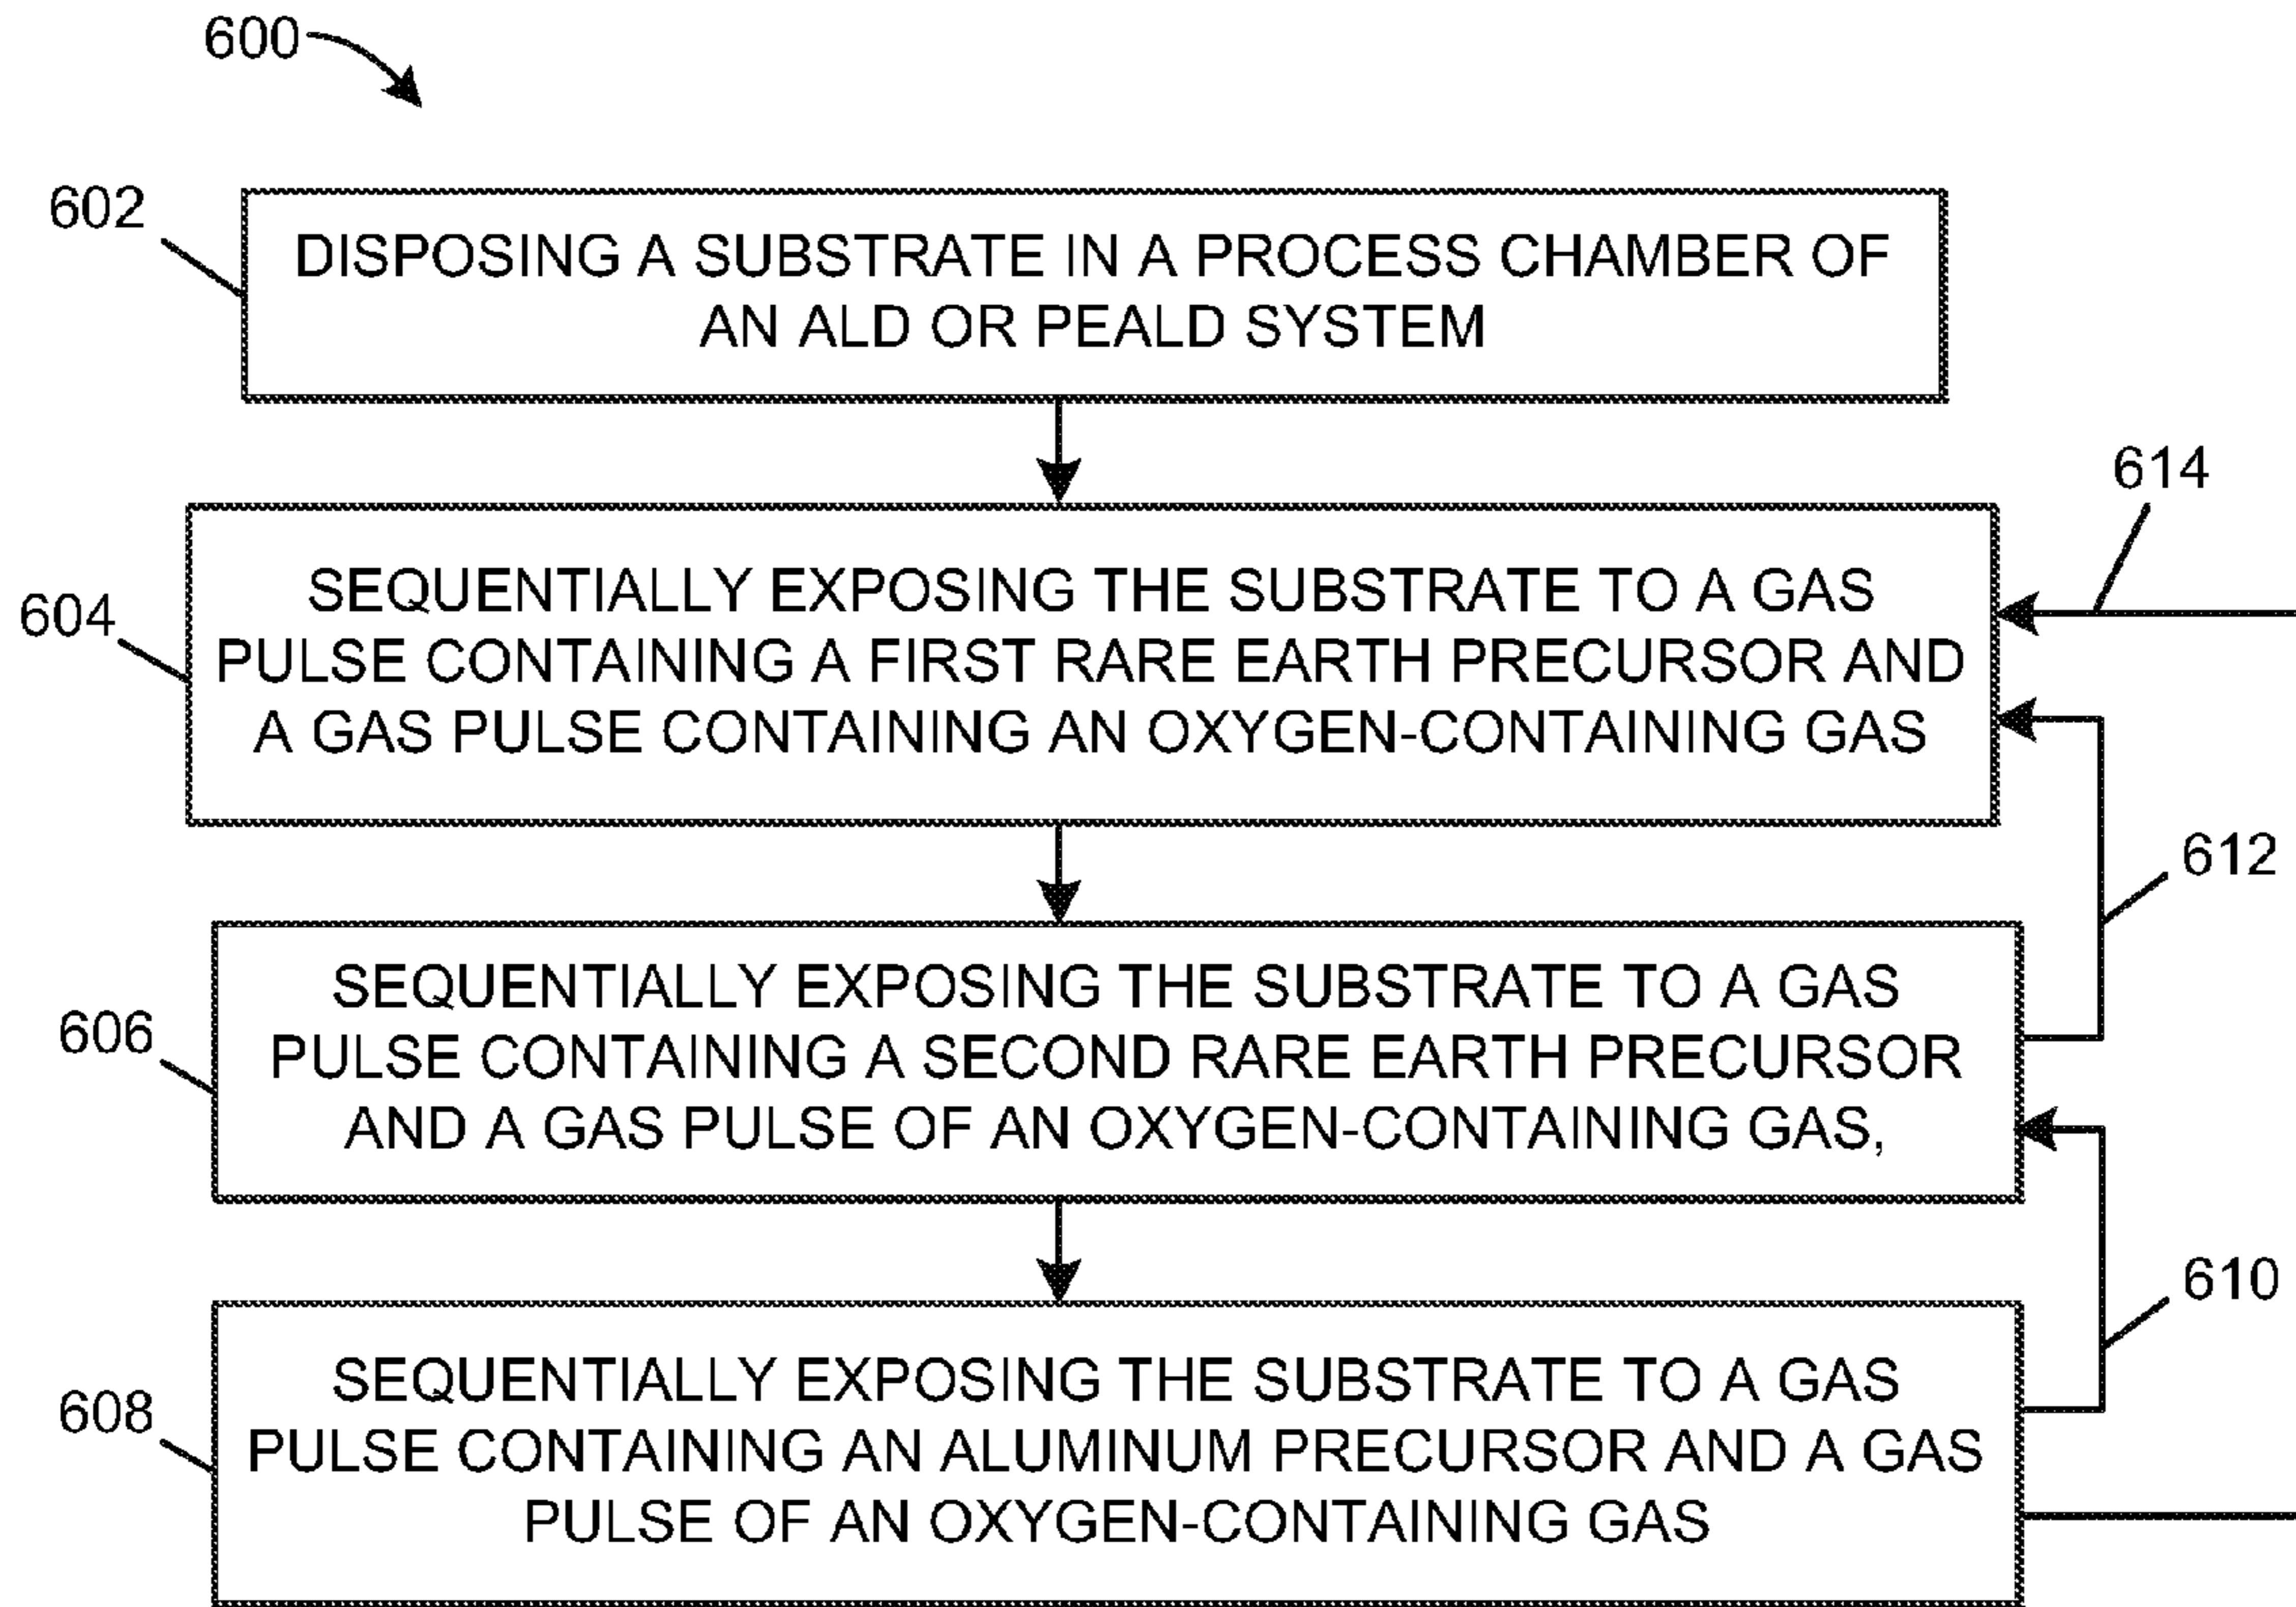 600
602
DISPOSING A SUBSTRATE IN A PROCESS CHAMBER OF
AN ALD OR PEALD SYSTEM
614
604
SEQUENTIALLY EXPOSING THE SUBSTRATE TO A GAS
PULSE CONTAINING A FIRST RARE EARTH PRECURSOR AND
A GAS PULSE CONTAINING AN OXYGEN-CONTAINING GAS
612
606
SEQUENTIALLY EXPOSING THE SUBSTRATE TO A GAS
PULSE CONTAINING A SECOND RARE EARTH PRECURSOR
AND A GAS PULSE OF AN OXYGEN-CONTAINING GAS,
610
608
SEQUENTIALLY EXPOSING THE SUBSTRATE TO A GAS
PULSE CONTAINING AN ALUMINUM PRECURSOR AND A GAS
PULSE OF AN OXYGEN-CONTAINING GAS